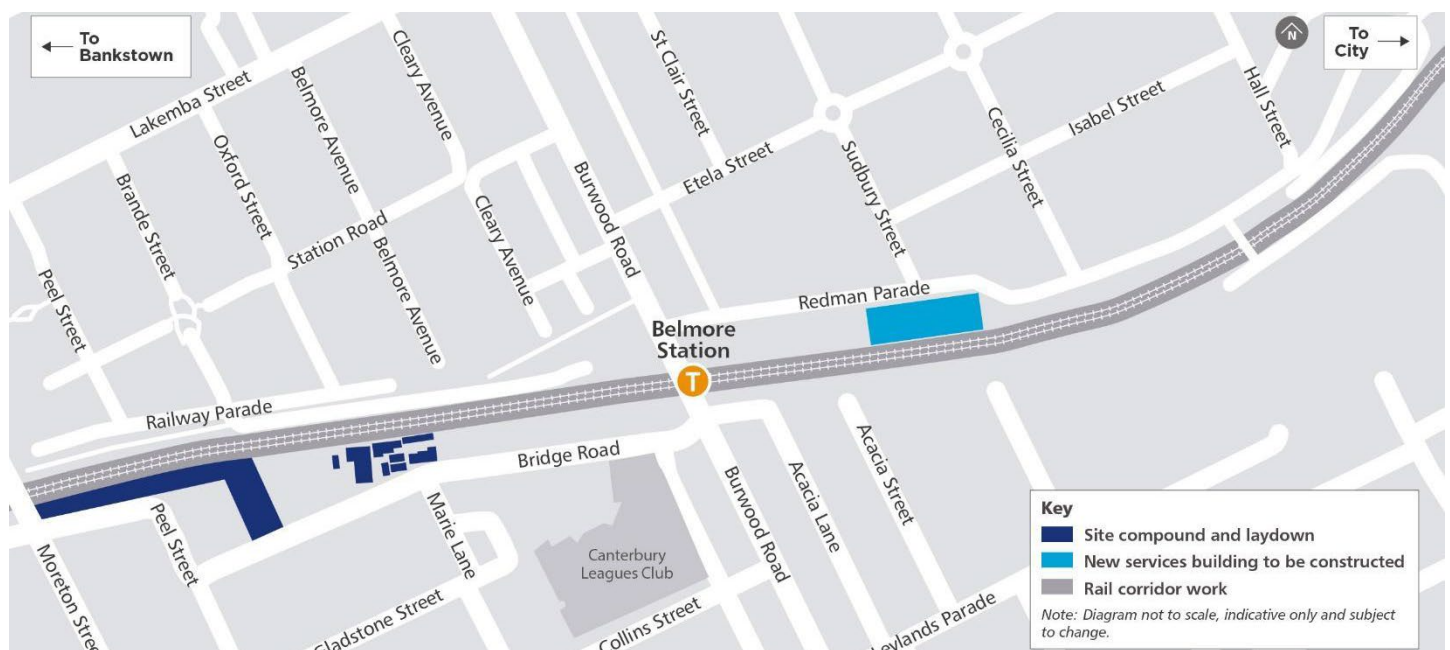 To
Bankstown
N
To
City
Lakemba Street
Belmore Avenue
Cleary Avenue
St Clair Street
Hall Street
Oxford Street
Brande Street
Isabel Street
Cecilia Street
Etela Street
Sudbury Street
Burwood Road
Cleary Avenue
Station Road
Belmore Avenue
Peel Street
Redman Parade
Belmore
Station
T
Railway Parade
Bridge Road
Acacia Street
Acacia Lane
Burwood Road
Marie Lane
Peel Street
Moreton Street
Canterbury
Leagues Club
Gladstone Street
Collins Street
Leylands Parade
Key
Site compound and laydown
New services building to be constructed
Rail corridor work
Note: Diagram not to scale, indicative only and subject
to change.